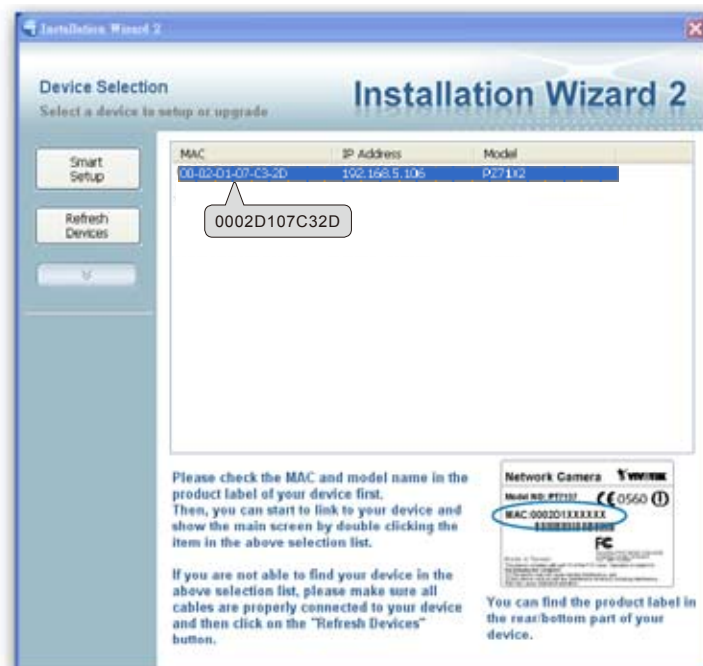 Installation Wizard 2
Device Selection
Select a device to setup or upgrade
Installation Wizard 2
Smart
Setup
Refresh
Devices
MAC IP Address Model
00-02-D1-07-C3-2D 192.168.5.106 PZ71X2
0002D107C32D
Please check the MAC and model name in the
product label of your device first.
Then, you can start to link to your device and
show the main screen by double clicking the
item in the above selection list.
If you are not able to find your device in the
above selection list, please make sure all
cables are properly connected to your device
and then click on the "Refresh Devices"
button.
Network Camera VIVOTEK
Model NO: PT7137
CE 0560
MAC:0002D1XXXXXX
FC
Made in Taiwan
You can find the product label in
the rear/bottom part of your
device.